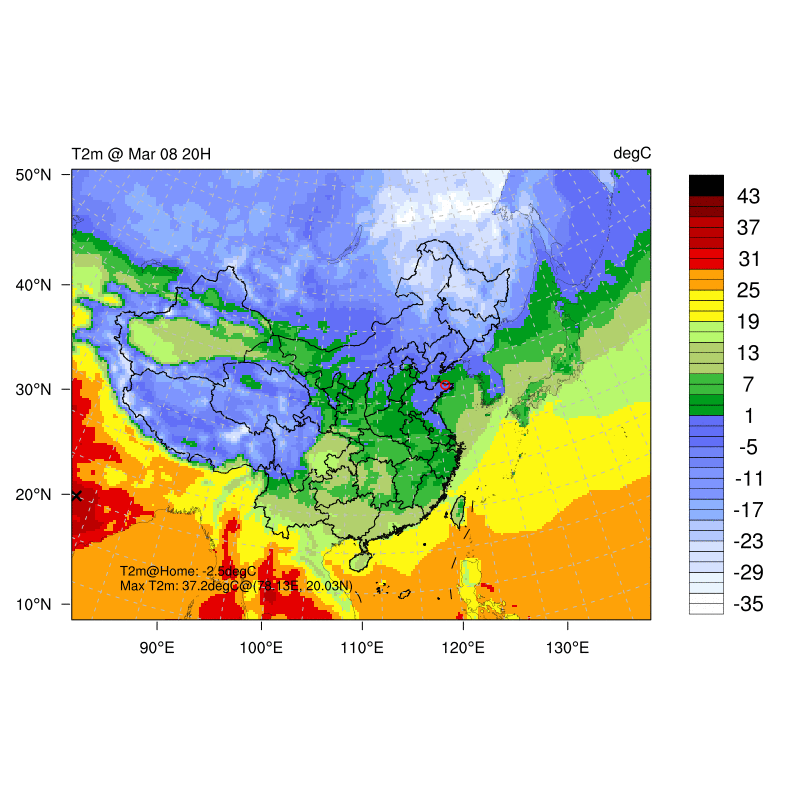 T2m @ Mar 08 20H
degC
50°N
40°N
30°N
20°N
10°N
43
37
31
25
19
13
7
1
-5
-11
-17
-23
-29
-35
T2m@Home: -2.5degC
Max T2m: 37.2degC@(78.13E, 20.03N)
90°E
100°E
110°E
120°E
130°E